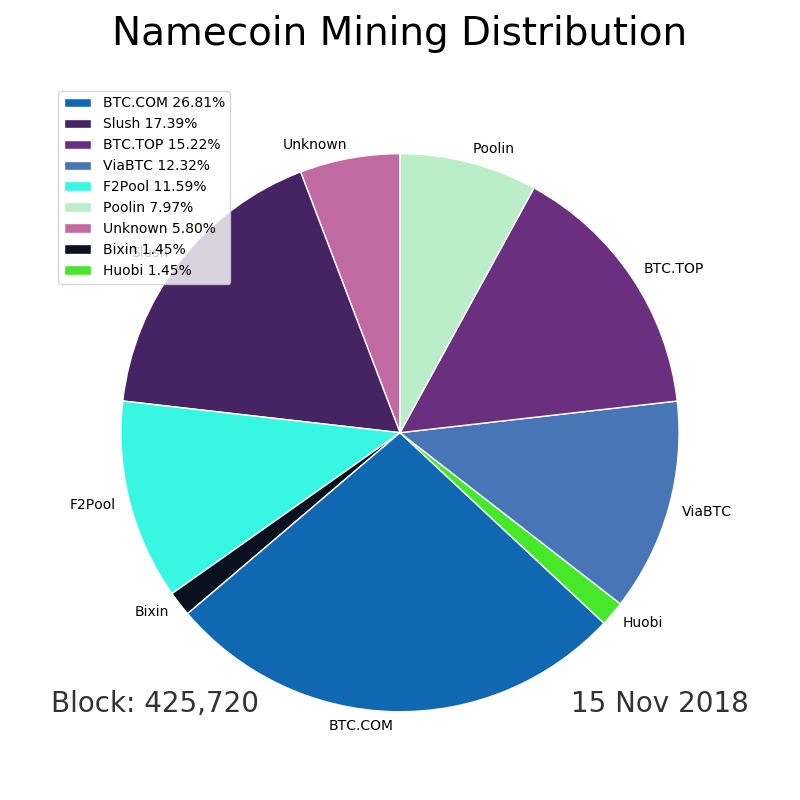 Namecoin Mining Distribution
BTC.COM 26.81%
Slush 17.39%
BTC.TOP 15.22%
ViaBTC 12.32%
F2Pool 11.59%
Poolin 7.97%
Unknown 5.80%
Bixin 1.45%
Huobi 1.45%
Unknown
Poolin
Slush
BTC.TOP
F2Pool
ViaBTC
Bixin
Huobi
Block: 425,720
15 Nov 2018
BTC.COM